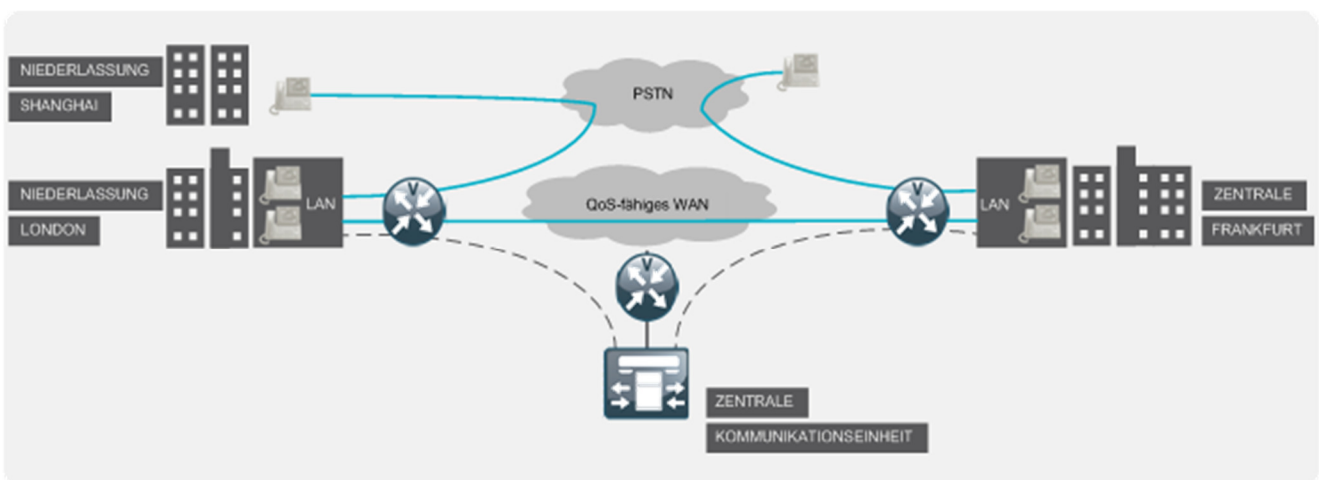 NIEDERLASSUNG
SHANGHAI
PSTN
NIEDERLASSUNG
LONDON
LAN
V
QoS-fähiges WAN
V
LAN
ZENTRALE
FRANKFURT
V
ZENTRALE
KOMMUNIKATIONSEINHEIT